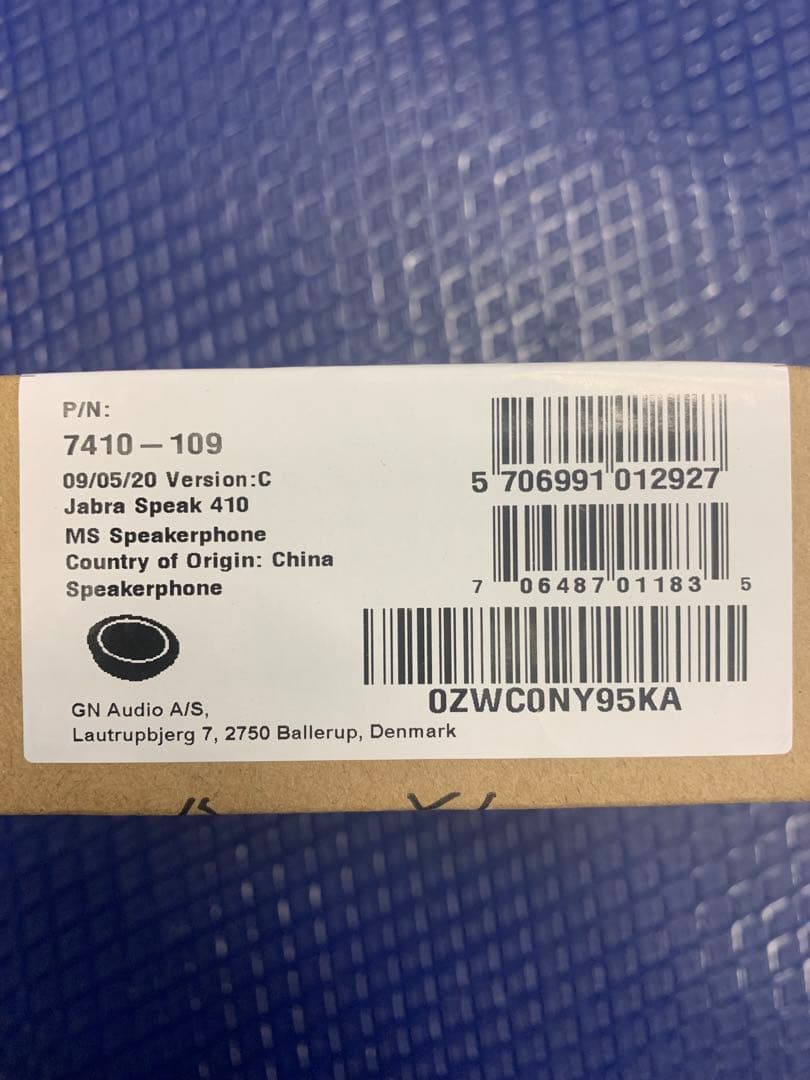 P/N:
7410-109
09/05/20 Version:C
Jabra Speak 410
MS Speakerphone
Country of Origin: China
Speakerphone
5 706991 012927
7 06487 01183 5
0ZWC0NY95KA
GN Audio A/S,
Lautrupbjerg 7, 2750 Ballerup, Denmark